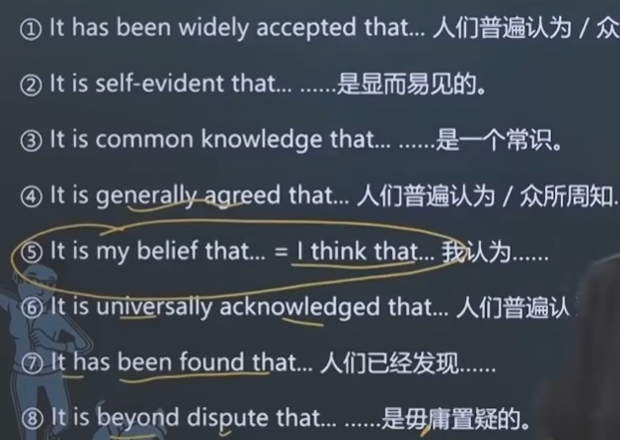 ① It has been widely accepted that... 人们普遍认为 / 众
② It is self-evident that... ......是显而易见的。
③ It is common knowledge that... ......是一个常识。
④ It is generally agreed that... 人们普遍认为 / 众所周知.
⑤ It is my belief that... = I think that... 我认为......
⑥ It is universally acknowledged that... 人们普遍认
⑦ It has been found that... 人们已经发现......
⑧ It is beyond dispute that... ......是毋庸置疑的。